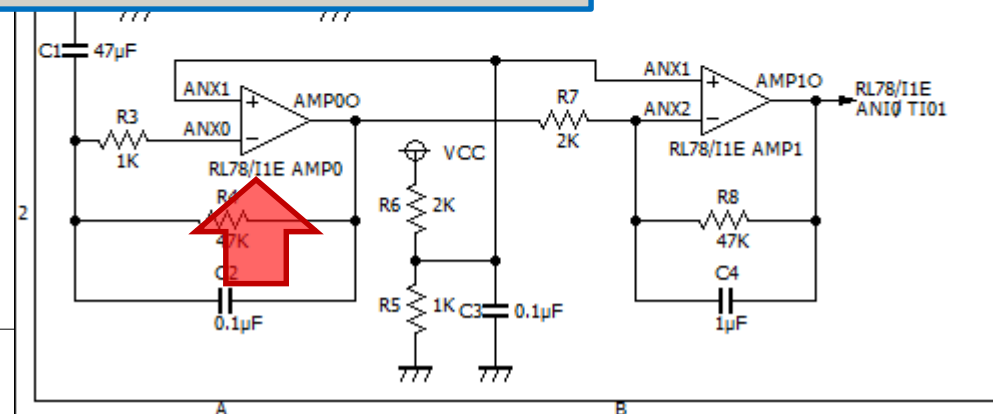 C1 47µF
ANX1
AMP0O
R3
ANX0
1K
RL78/I1E AMP0
R4
47K
C2
0.1µF
VCC
R6 2K
R5 1K
C3 0.1µF
R7
2K
ANX1
AMP1O
ANX2
RL78/I1E AMP1
RL78/I1E
ANI0 TI01
R8
47K
C4
1µF
2
A
B